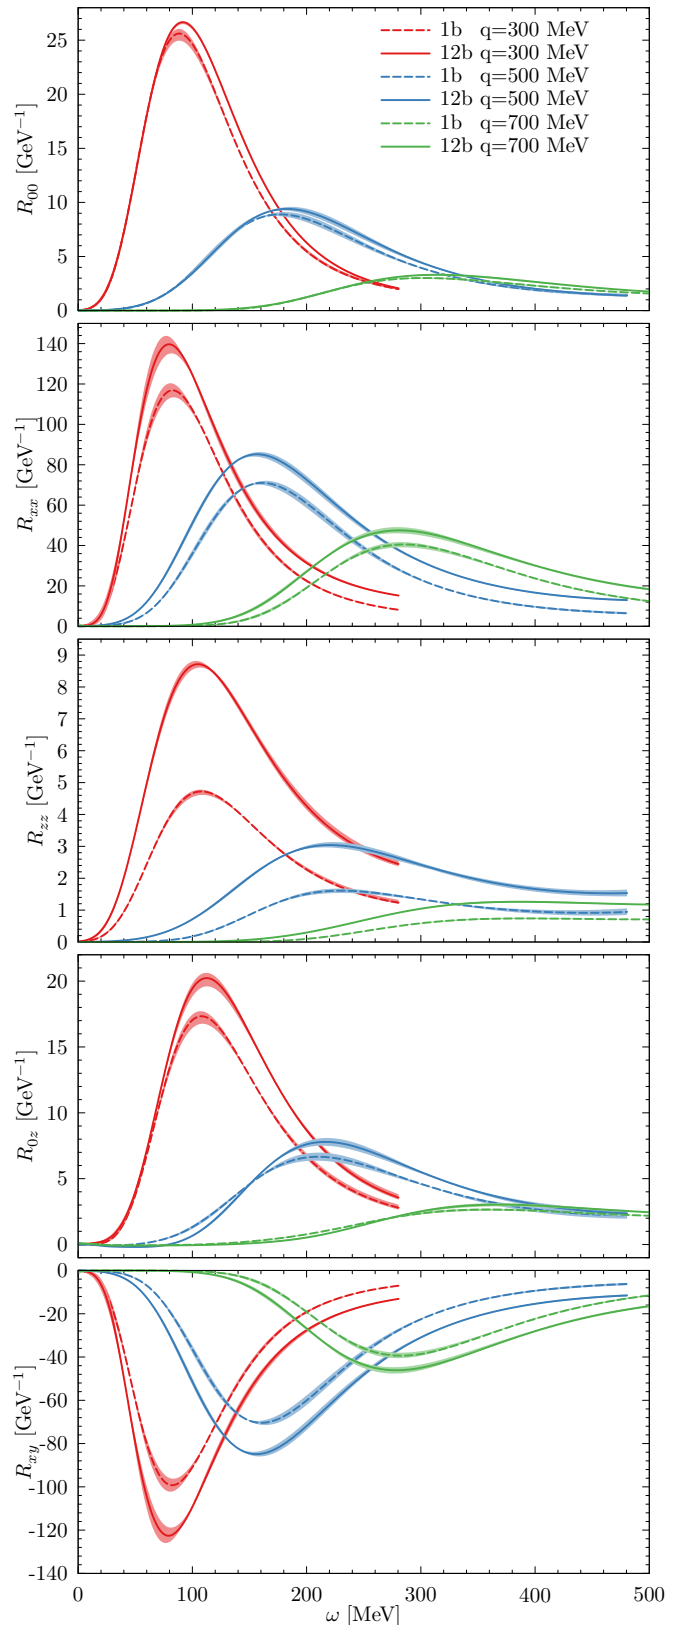 25
20
15
10
5
0
R₀₀ [GeV⁻¹]
1b q=300 MeV
12b q=300 MeV
1b q=500 MeV
12b q=500 MeV
1b q=700 MeV
12b q=700 MeV
140
120
100
80
60
40
20
0
Rₓₓ [GeV⁻¹]
9
8
7
6
5
4
3
2
1
0
R_zz [GeV⁻¹]
20
15
10
5
0
R_0z [GeV⁻¹]
0
-20
-40
-60
-80
-100
-120
-140
R_xy [GeV⁻¹]
0 100 200 300 400 500
ω [MeV]